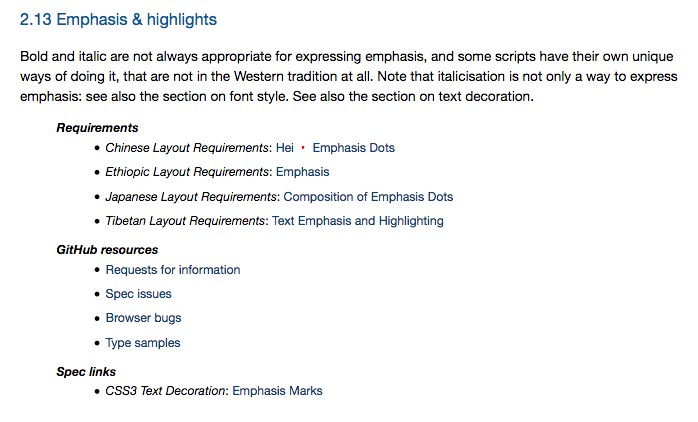 2.13 Emphasis & highlights
Bold and italic are not always appropriate for expressing emphasis, and some scripts have their own unique
ways of doing it, that are not in the Western tradition at all. Note that italicisation is not only a way to express
emphasis: see also the section on font style. See also the section on text decoration.
Requirements
• Chinese Layout Requirements: Hei • Emphasis Dots
• Ethiopic Layout Requirements: Emphasis
• Japanese Layout Requirements: Composition of Emphasis Dots
• Tibetan Layout Requirements: Text Emphasis and Highlighting
GitHub resources
• Requests for information
• Spec issues
• Browser bugs
• Type samples
Spec links
• CSS3 Text Decoration: Emphasis Marks